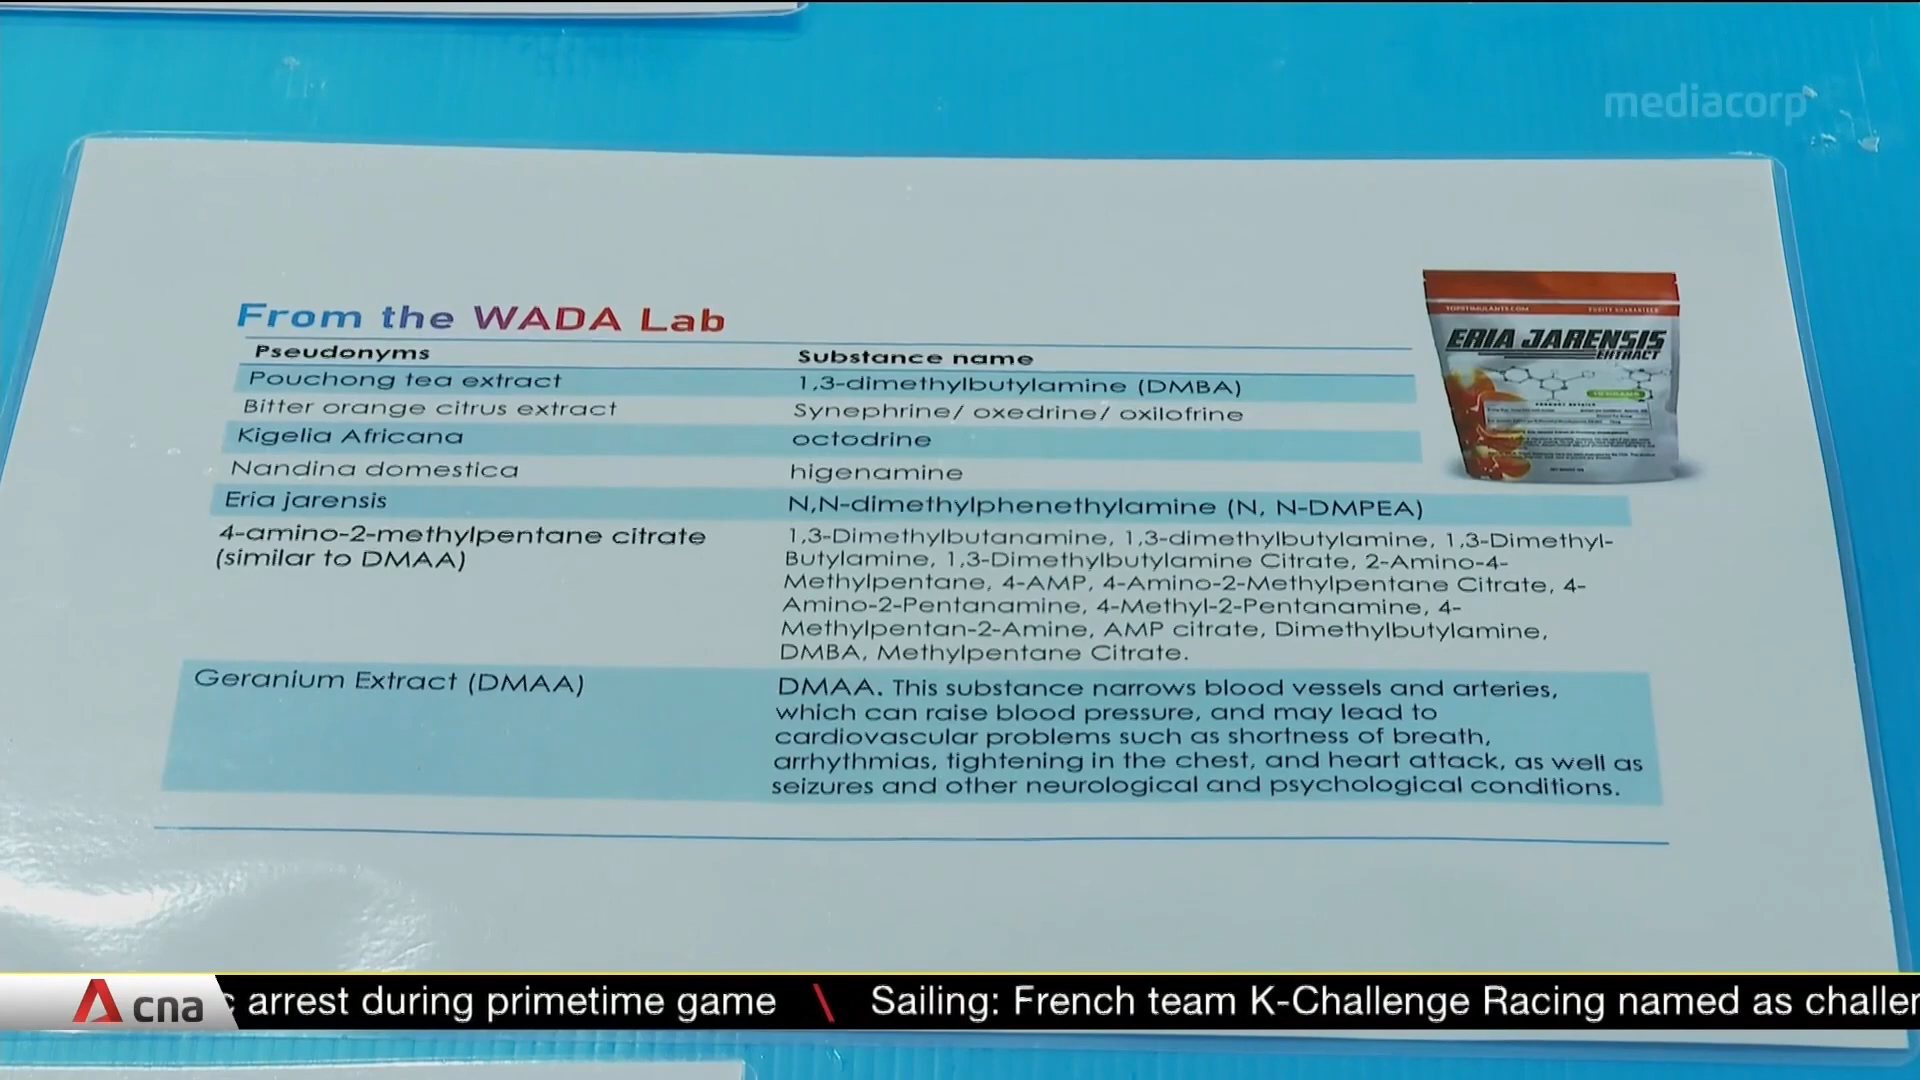 mediacorp
From the WADA Lab
TOPSTIMULANTS.COM
PURITY GUARANTEED
ERIA JARENSIS
EXTRACT
Pseudonyms Substance name
Pouchong tea extract 1,3-dimethylbutylamine (DMBA)
Bitter orange citrus extract Synephrine/ oxedrine/ oxilofrine
Kigelia Africana octodrine
Nandina domestica higenamine
Eria jarensis N,N-dimethylphenethylamine (N, N-DMPEA)
4-amino-2-methylpentane citrate 1,3-Dimethylbutanamine, 1,3-dimethylbutylamine, 1,3-Dimethyl-
(similar to DMAA) Butylamine, 1,3-Dimethylbutylamine Citrate, 2-Amino-4-
Methylpentane, 4-AMP, 4-Amino-2-Methylpentane Citrate, 4-
Amino-2-Pentanamine, 4-Methyl-2-Pentanamine, 4-
Methylpentan-2-Amine, AMP citrate, Dimethylbutylamine,
DMBA, Methylpentane Citrate.
Geranium Extract (DMAA) DMAA. This substance narrows blood vessels and arteries,
which can raise blood pressure, and may lead to
cardiovascular problems such as shortness of breath,
arrhythmias, tightening in the chest, and heart attack, as well as
seizures and other neurological and psychological conditions.
cna c arrest during primetime game \ Sailing: French team K-Challenge Racing named as challen